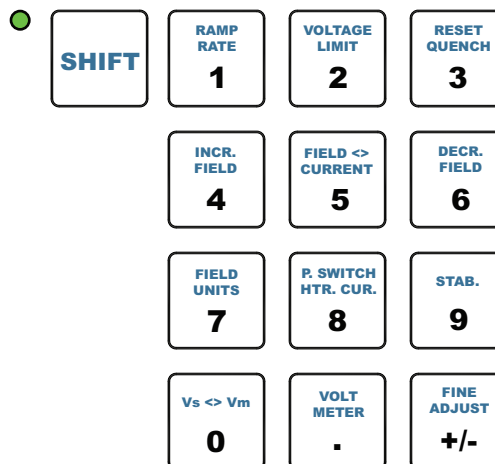 SHIFT
RAMP
RATE
1
VOLTAGE
LIMIT
2
RESET
QUENCH
3
INCR.
FIELD
4
FIELD <>
CURRENT
5
DECR.
FIELD
6
FIELD
UNITS
7
P. SWITCH
HTR. CUR.
8
STAB.
9
Vs <> Vm
0
VOLT
METER
.
FINE
ADJUST
+/-